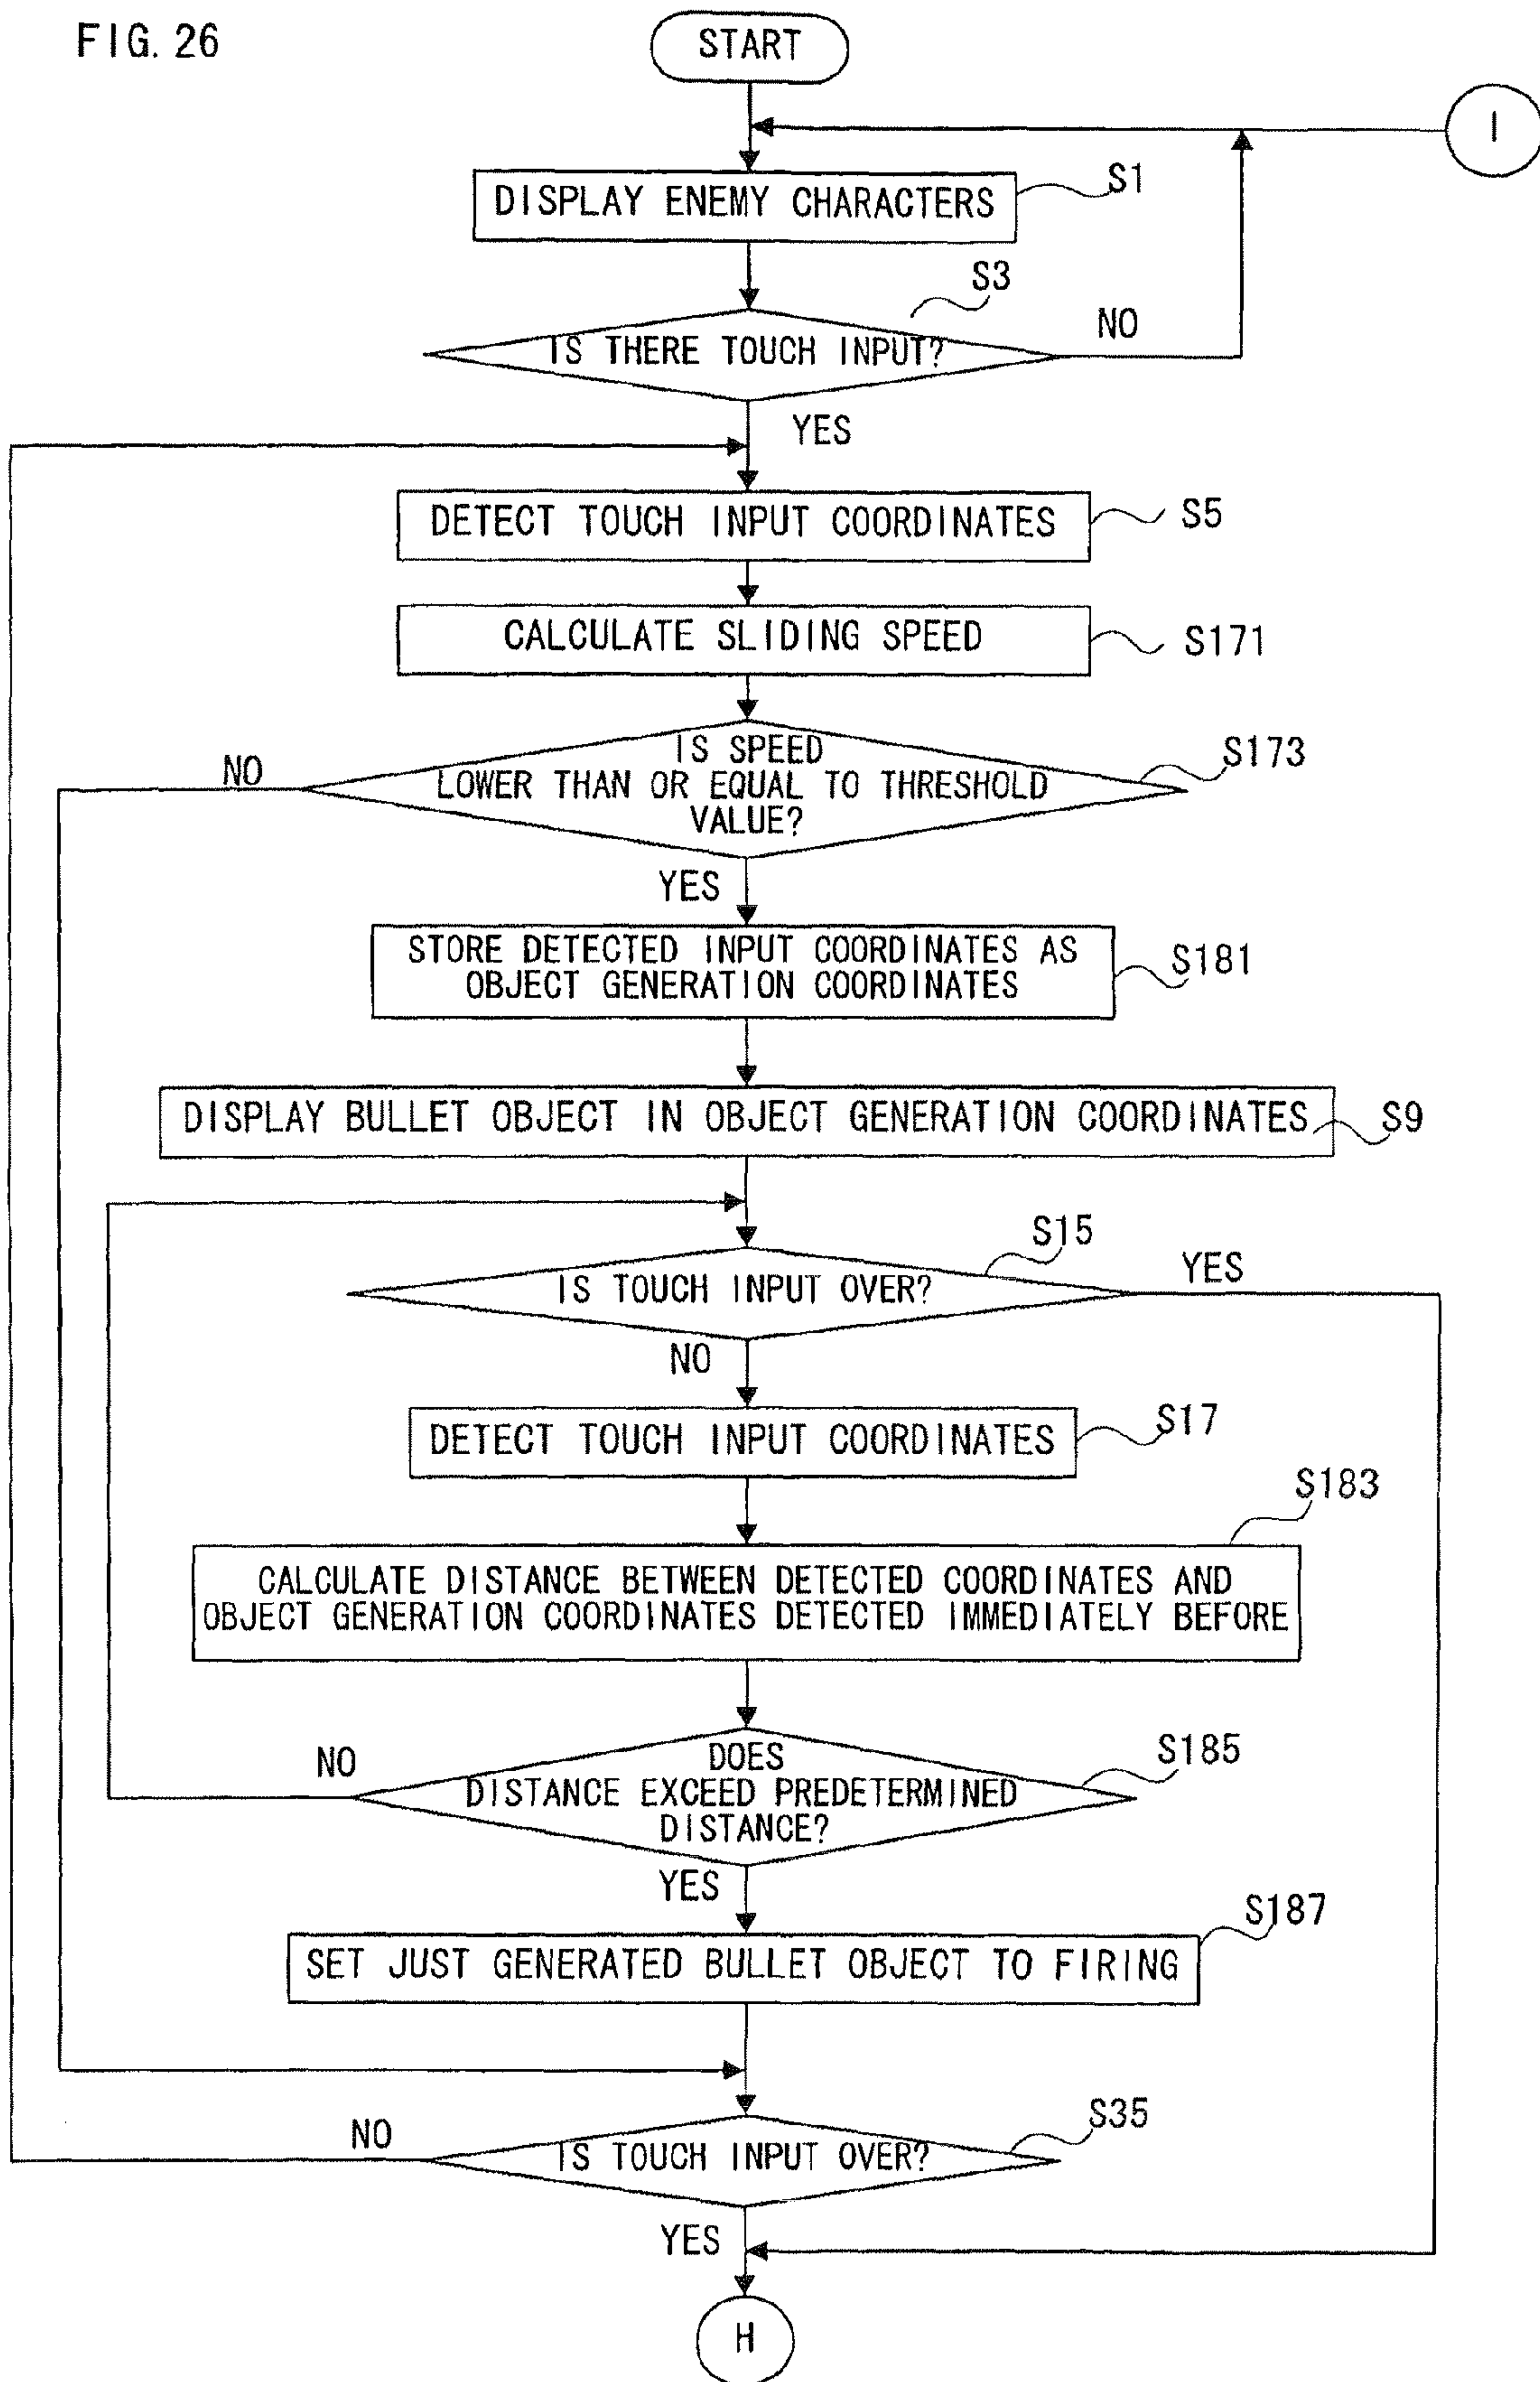 FIG. 26
START
I
DISPLAY ENEMY CHARACTERS
S1
S3
IS THERE TOUCH INPUT?
NO
YES
DETECT TOUCH INPUT COORDINATES
S5
CALCULATE SLIDING SPEED
S171
NO
IS SPEED
LOWER THAN OR EQUAL TO THRESHOLD
VALUE?
S173
YES
STORE DETECTED INPUT COORDINATES AS
OBJECT GENERATION COORDINATES
S181
DISPLAY BULLET OBJECT IN OBJECT GENERATION COORDINATES
S9
S15
IS TOUCH INPUT OVER?
YES
NO
DETECT TOUCH INPUT COORDINATES
S17
S183
CALCULATE DISTANCE BETWEEN DETECTED COORDINATES AND
OBJECT GENERATION COORDINATES DETECTED IMMEDIATELY BEFORE
NO
DOES
DISTANCE EXCEED PREDETERMINED
DISTANCE?
S185
YES
S187
SET JUST GENERATED BULLET OBJECT TO FIRING
NO
IS TOUCH INPUT OVER?
S35
YES
H